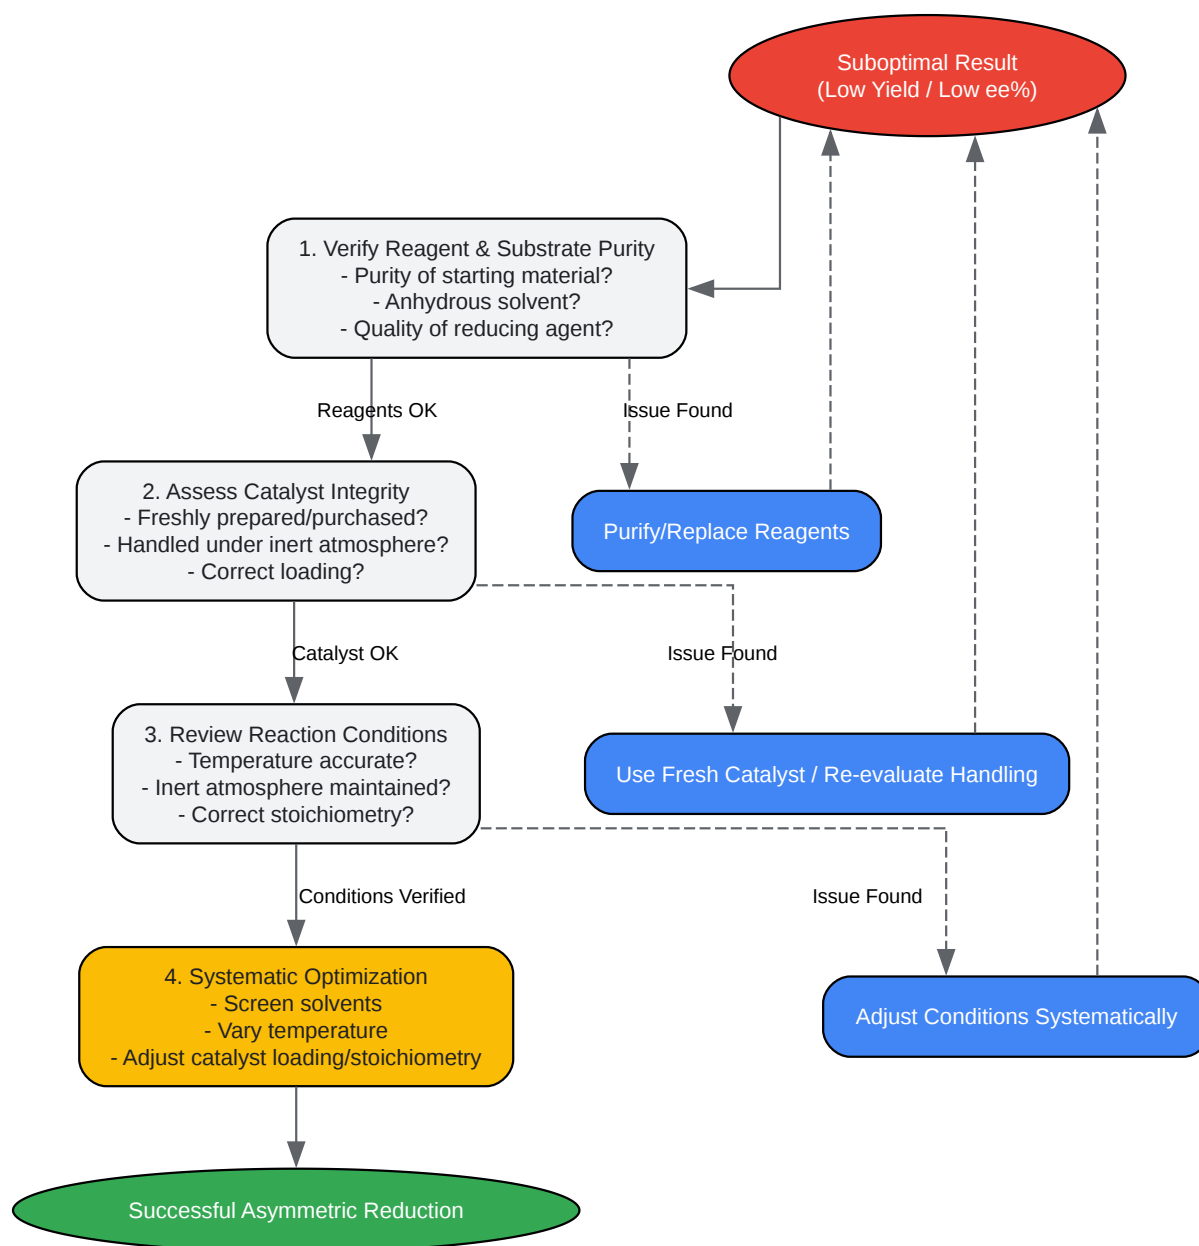 Suboptimal Result
(Low Yield / Low ee%)
1. Verify Reagent & Substrate Purity
- Purity of starting material?
- Anhydrous solvent?
- Quality of reducing agent?
Reagents OK
Issue Found
2. Assess Catalyst Integrity
- Freshly prepared/purchased?
- Handled under inert atmosphere?
- Correct loading?
Purify/Replace Reagents
Catalyst OK
Issue Found
3. Review Reaction Conditions
- Temperature accurate?
- Inert atmosphere maintained?
- Correct stoichiometry?
Use Fresh Catalyst / Re-evaluate Handling
Conditions Verified
Issue Found
4. Systematic Optimization
- Screen solvents
- Vary temperature
- Adjust catalyst loading/stoichiometry
Adjust Conditions Systematically
Successful Asymmetric Reduction